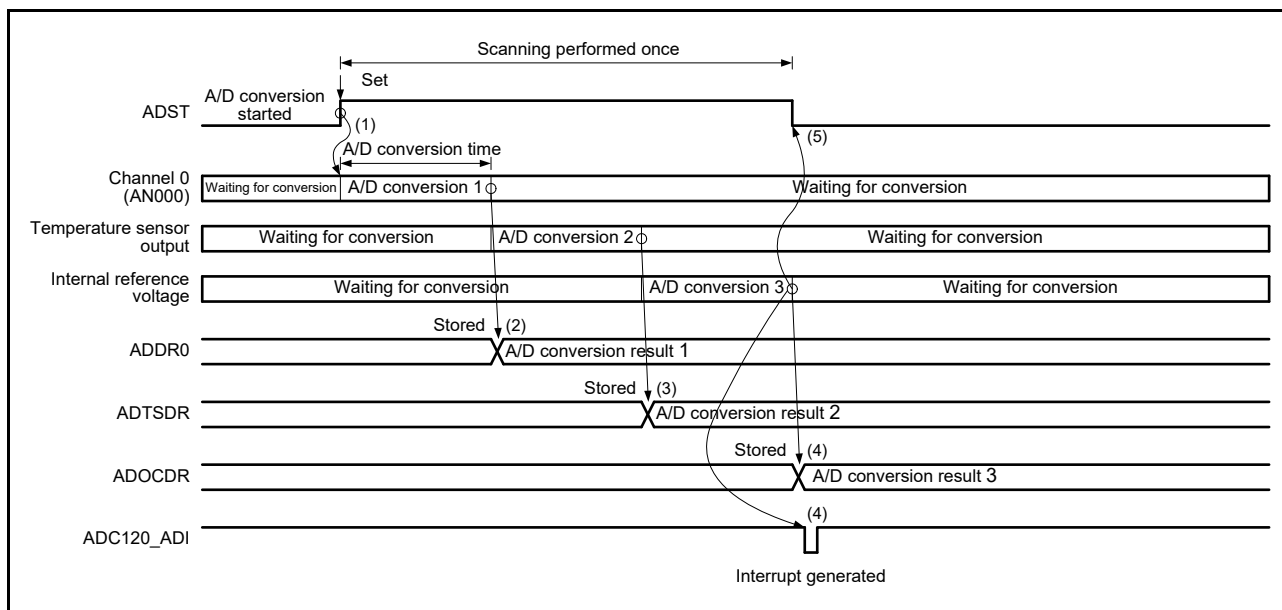 Scanning performed once
Set
A/D conversion
started
ADST
(1)
(5)
A/D conversion time
Channel 0
(AN000)
Waiting for conversion
A/D conversion 1
Waiting for conversion
Temperature sensor
output
Waiting for conversion
A/D conversion 2
Waiting for conversion
Internal reference
voltage
Waiting for conversion
A/D conversion 3
Waiting for conversion
Stored
(2)
ADDR0
A/D conversion result 1
Stored
(3)
ADTSDR
A/D conversion result 2
Stored
(4)
ADOCDR
A/D conversion result 3
(4)
ADC120_ADI
Interrupt generated